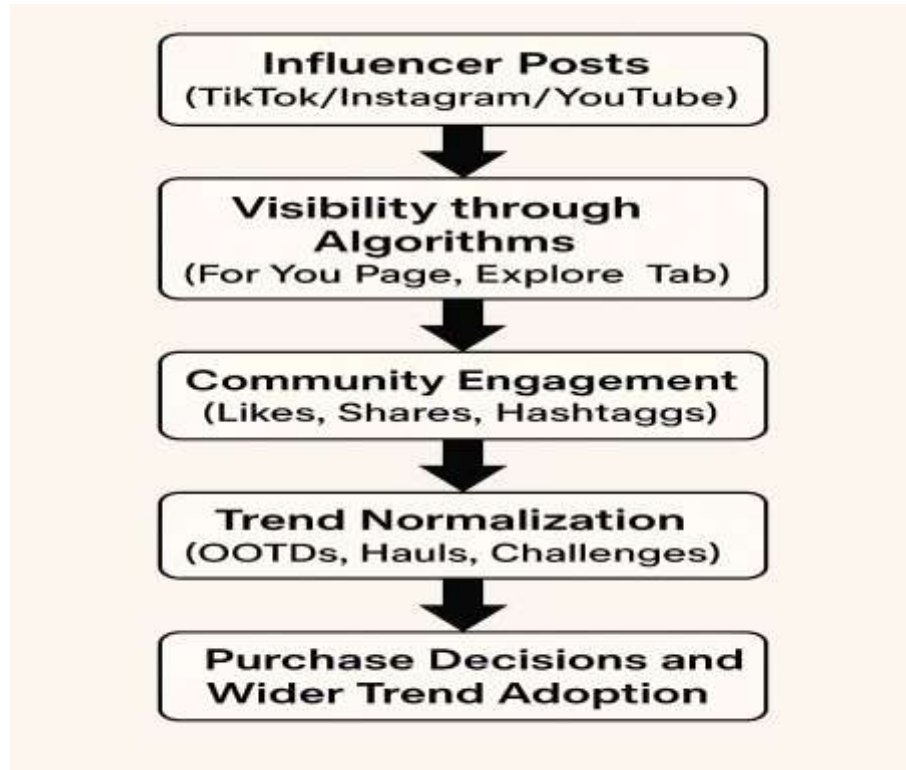 Influencer Posts
(TikTok/Instagram/YouTube)
Visibility through
Algorithms
(For You Page, Explore Tab)
Community Engagement
(Likes, Shares, Hashtaggs)
Trend Normalization
(OOTDs, Hauls, Challenges)
Purchase Decisions and
Wider Trend Adoption